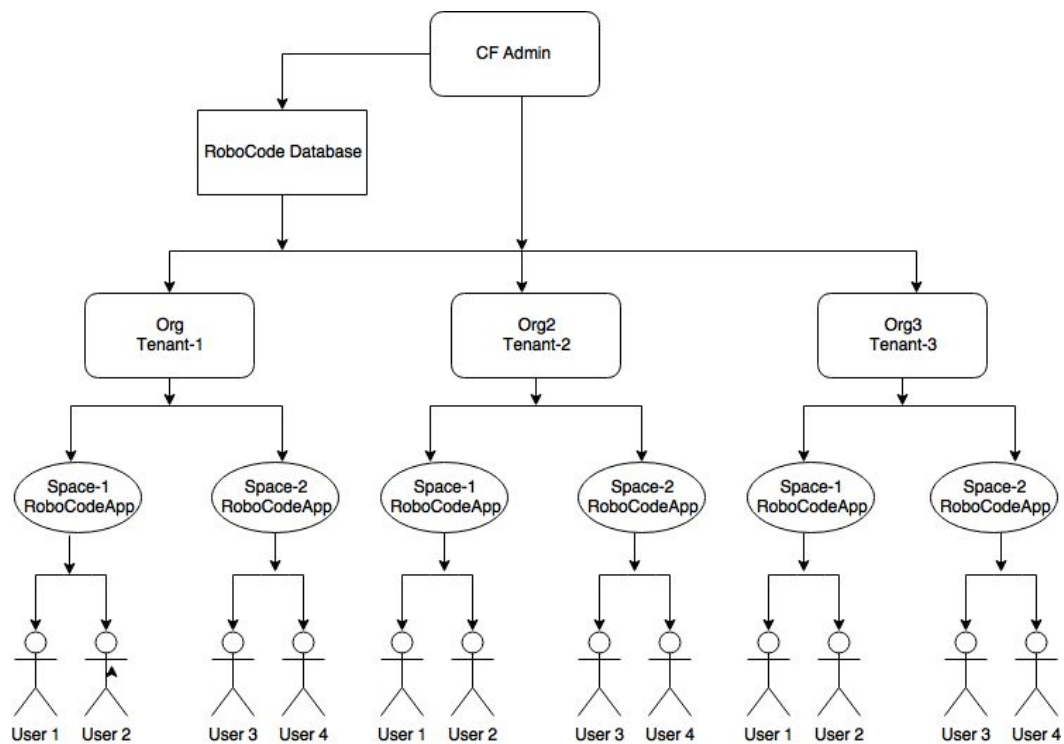 CF Admin
RoboCode Database
Org
Tenant-1
Org2
Tenant-2
Org3
Tenant-3
Space-1
RoboCodeApp
Space-2
RoboCodeApp
Space-1
RoboCodeApp
Space-2
RoboCodeApp
Space-1
RoboCodeApp
Space-2
RoboCodeApp
User 1
User 2
User 3
User 4
User 1
User 2
User 3
User 4
User 1
User 2
User 3
User 4